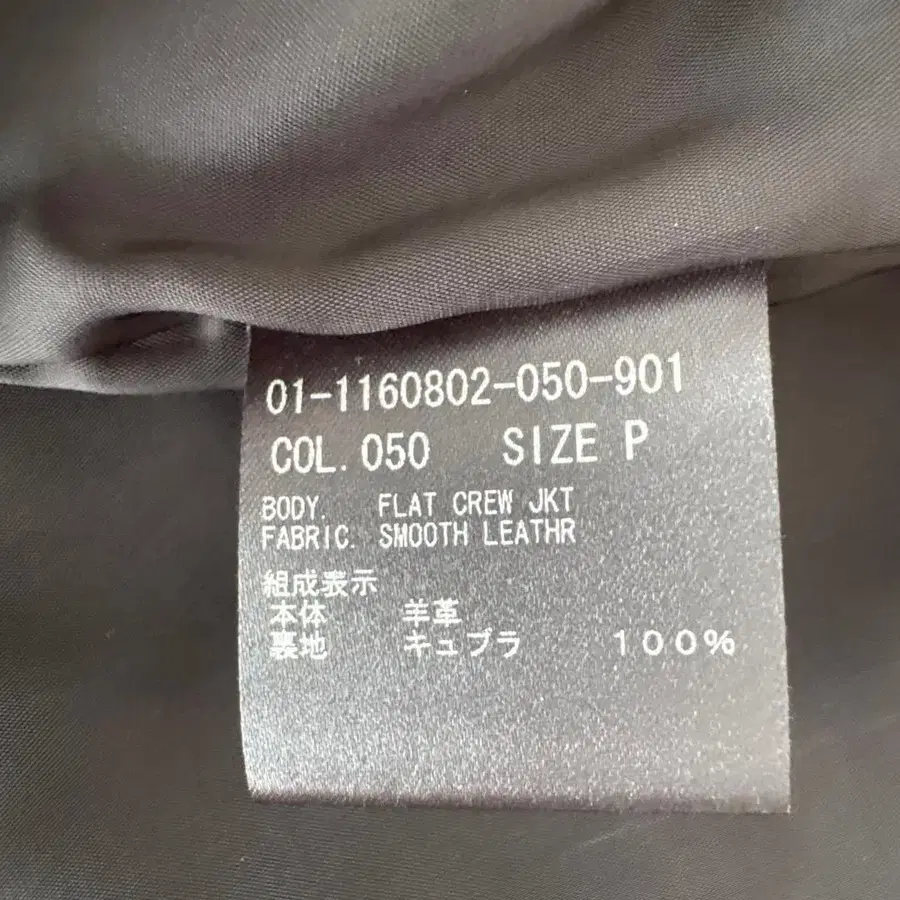 01-1160802-050-901
COL.050 SIZE P
BODY. FLAT CREW JKT
FABRIC. SMOOTH LEATHR
組成表示
本体 羊革
裏地 キュプラ 100%